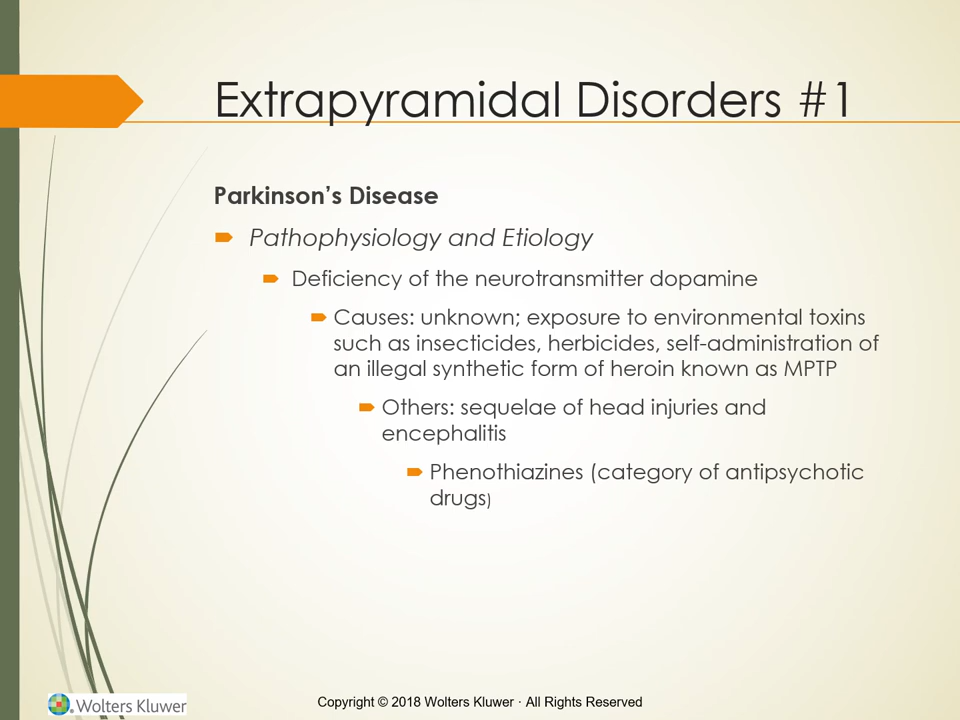 Extrapyramidal Disorders #1
Parkinson’s Disease
Pathophysiology and Etiology
Deficiency of the neurotransmitter dopamine
Causes: unknown; exposure to environmental toxins
such as insecticides, herbicides, self-administration of
an illegal synthetic form of heroin known as MPTP
Others: sequelae of head injuries and
encephalitis
Phenothiazines (category of antipsychotic
drugs)
Wolters Kluwer
Copyright © 2018 Wolters Kluwer · All Rights Reserved